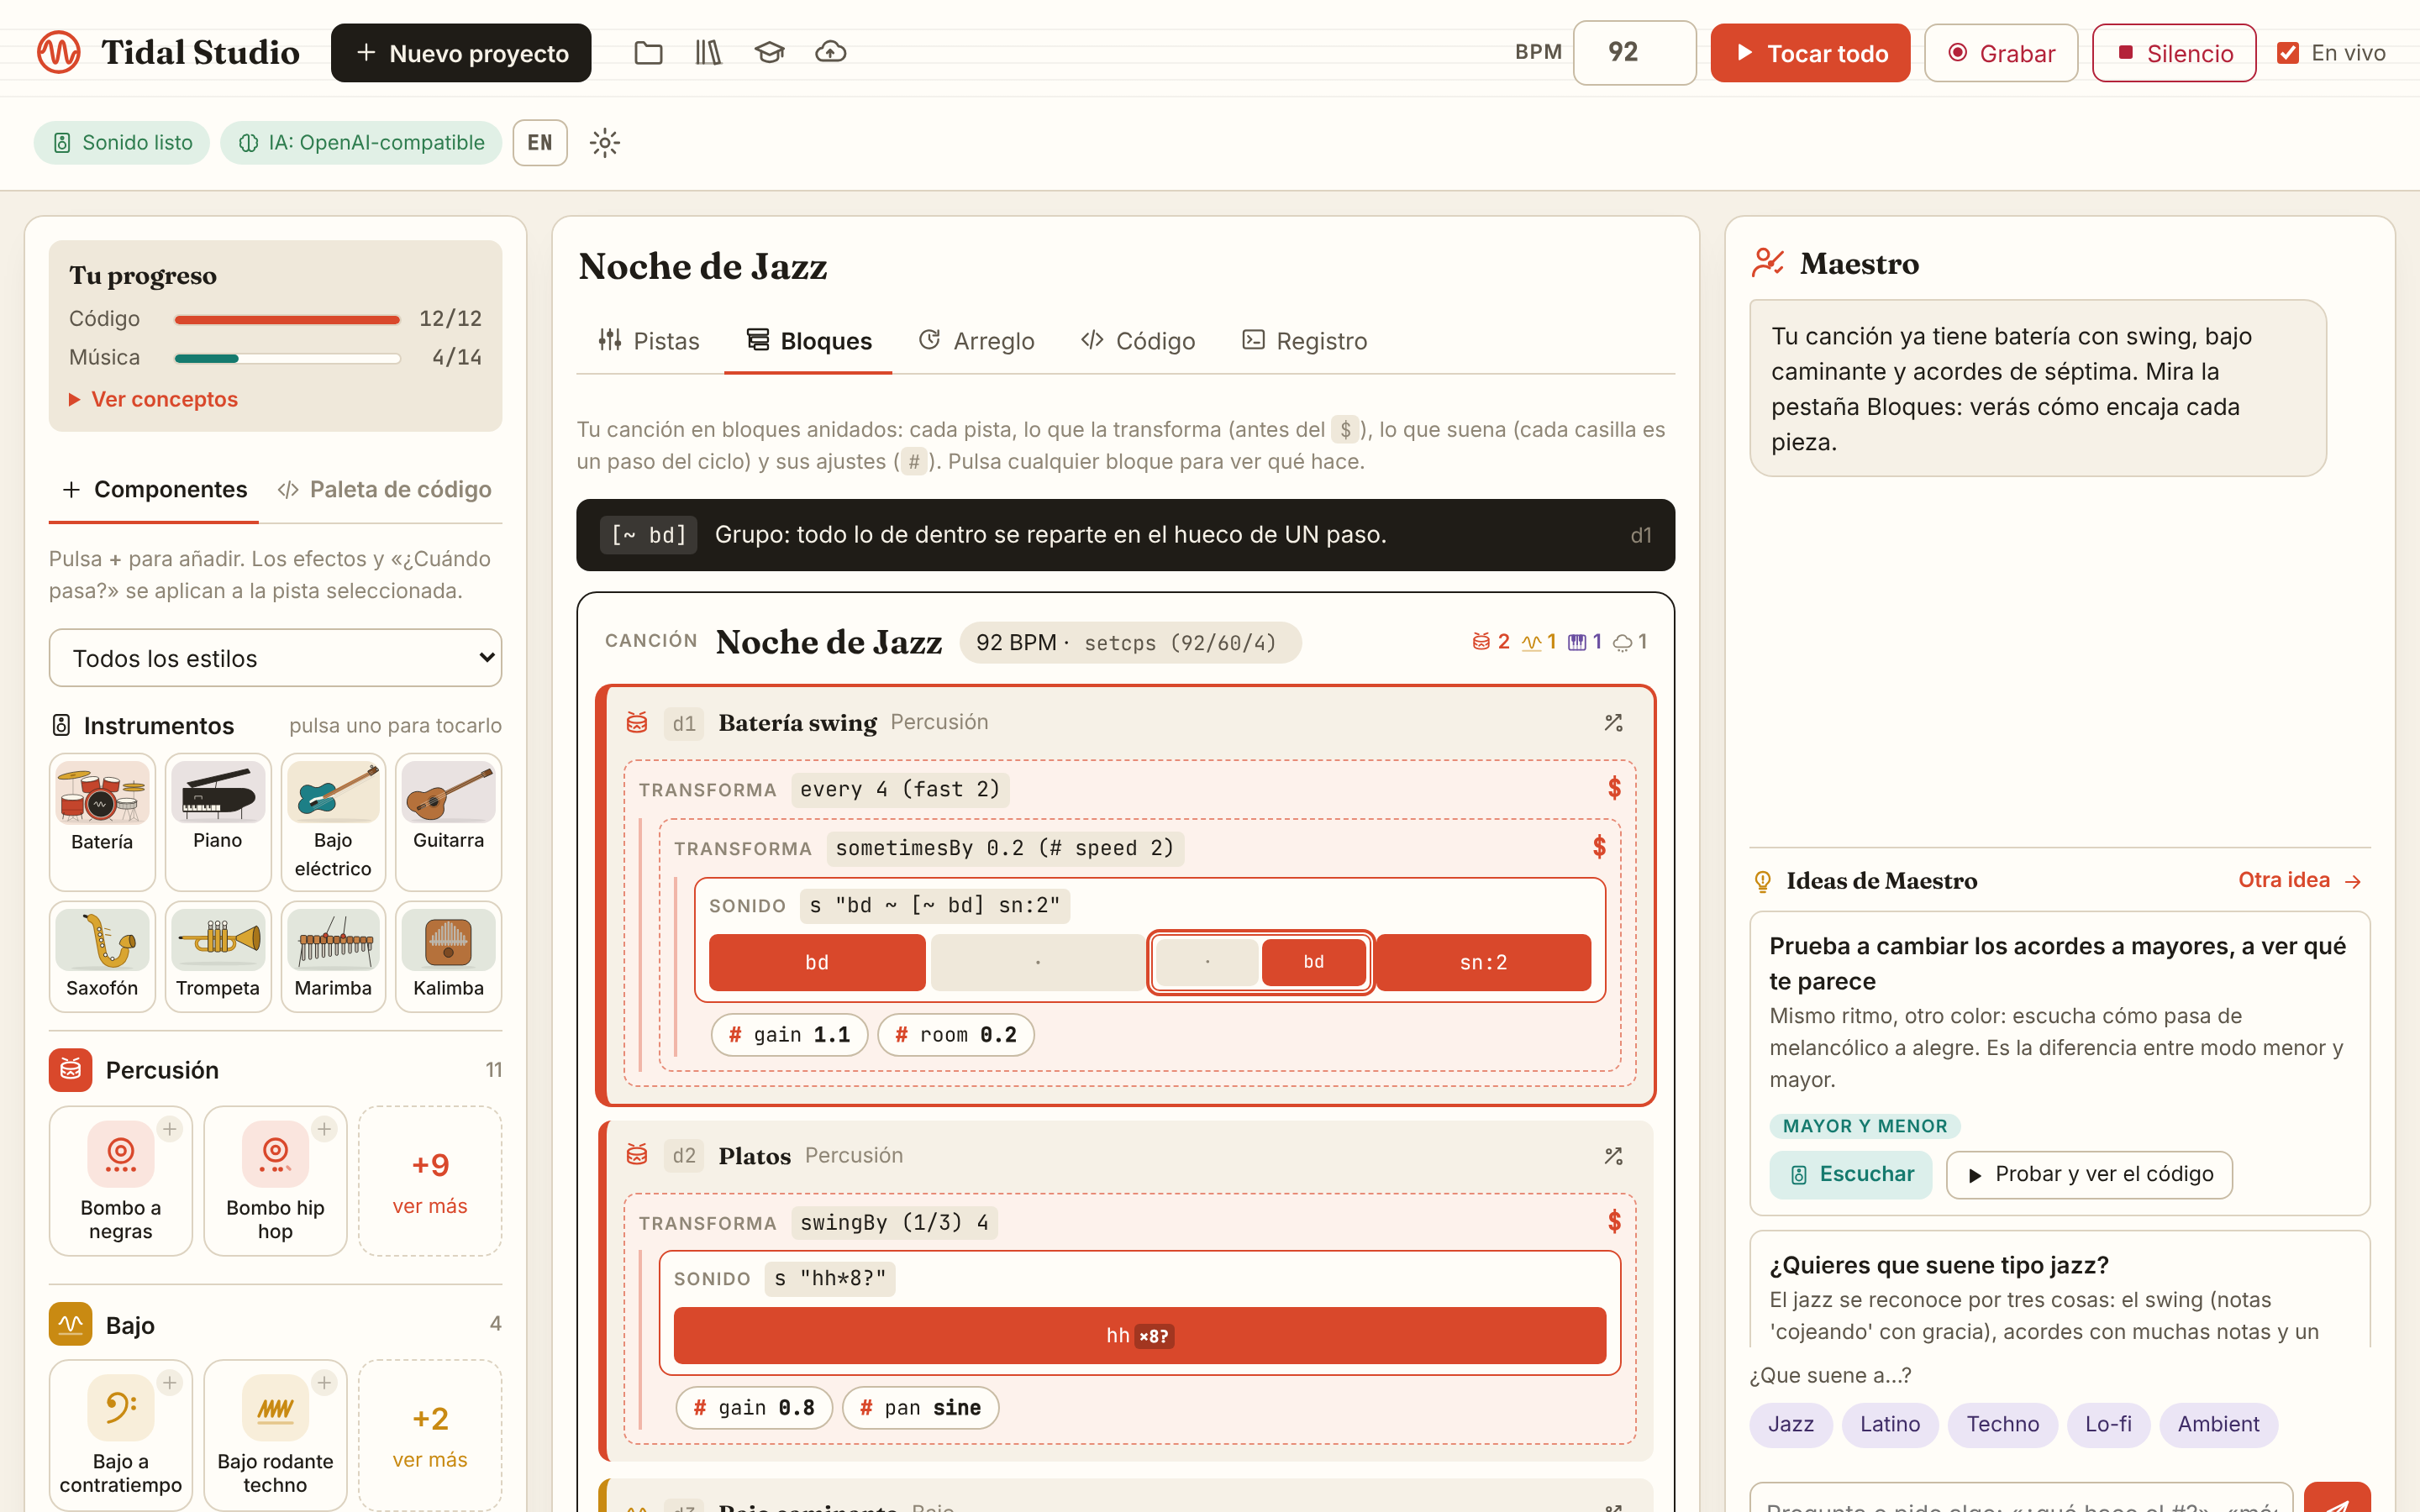 Tidal Studio
Nuevo proyecto
BPM
92
Tocar todo
Grabar
Silencio
En vivo
Sonido listo
IA: OpenAI-compatible
EN
Tu progreso
Código 12/12
Música 4/14
Ver conceptos
Componentes
Paleta de código
Pulsa + para añadir. Los efectos y «¿Cuándo
pasa?» se aplican a la pista seleccionada.
Todos los estilos
Instrumentos
pulsa uno para tocarlo
Batería
Piano
Bajo
eléctrico
Guitarra
Saxofón
Trompeta
Marimba
Kalimba
Percusión
11
Bombo a
negras
Bombo hip
hop
+9
ver más
Bajo
4
Bajo a
contratiempo
Bajo rodante
techno
+2
ver más
Noche de Jazz
Pistas
Bloques
Arreglo
Código
Registro
Tu canción en bloques anidados: cada pista, lo que la transforma (antes del $), lo que suena (cada casilla es
un paso del ciclo) y sus ajustes (#). Pulsa cualquier bloque para ver qué hace.
[~ bd] Grupo: todo lo de dentro se reparte en el hueco de UN paso. d1
CANCIÓN Noche de Jazz 92 BPM · setcps (92/60/4) 2 1 1 1
d1 Batería swing Percusión
TRANSFORMA every 4 (fast 2) $
TRANSFORMA sometimesBy 0.2 (# speed 2) $
SONIDO s "bd ~ [~ bd] sn:2"
bd · · bd sn:2
# gain 1.1 # room 0.2
d2 Platos Percusión
TRANSFORMA swingBy (1/3) 4 $
SONIDO s "hh*8?"
hh ×8?
# gain 0.8 # pan sine
Maestro
Tu canción ya tiene batería con swing, bajo
caminante y acordes de séptima. Mira la
pestaña Bloques: verás cómo encaja cada
pieza.
Ideas de Maestro
Otra idea →
Prueba a cambiar los acordes a mayores, a ver qué
te parece
Mismo ritmo, otro color: escucha cómo pasa de
melancólico a alegre. Es la diferencia entre modo menor y
mayor.
MAYOR Y MENOR
Escuchar
Probar y ver el código
¿Quieres que suene tipo jazz?
El jazz se reconoce por tres cosas: el swing (notas
'cojeando' con gracia), acordes con muchas notas y un
¿Que suene a...?
Jazz
Latino
Techno
Lo-fi
Ambient